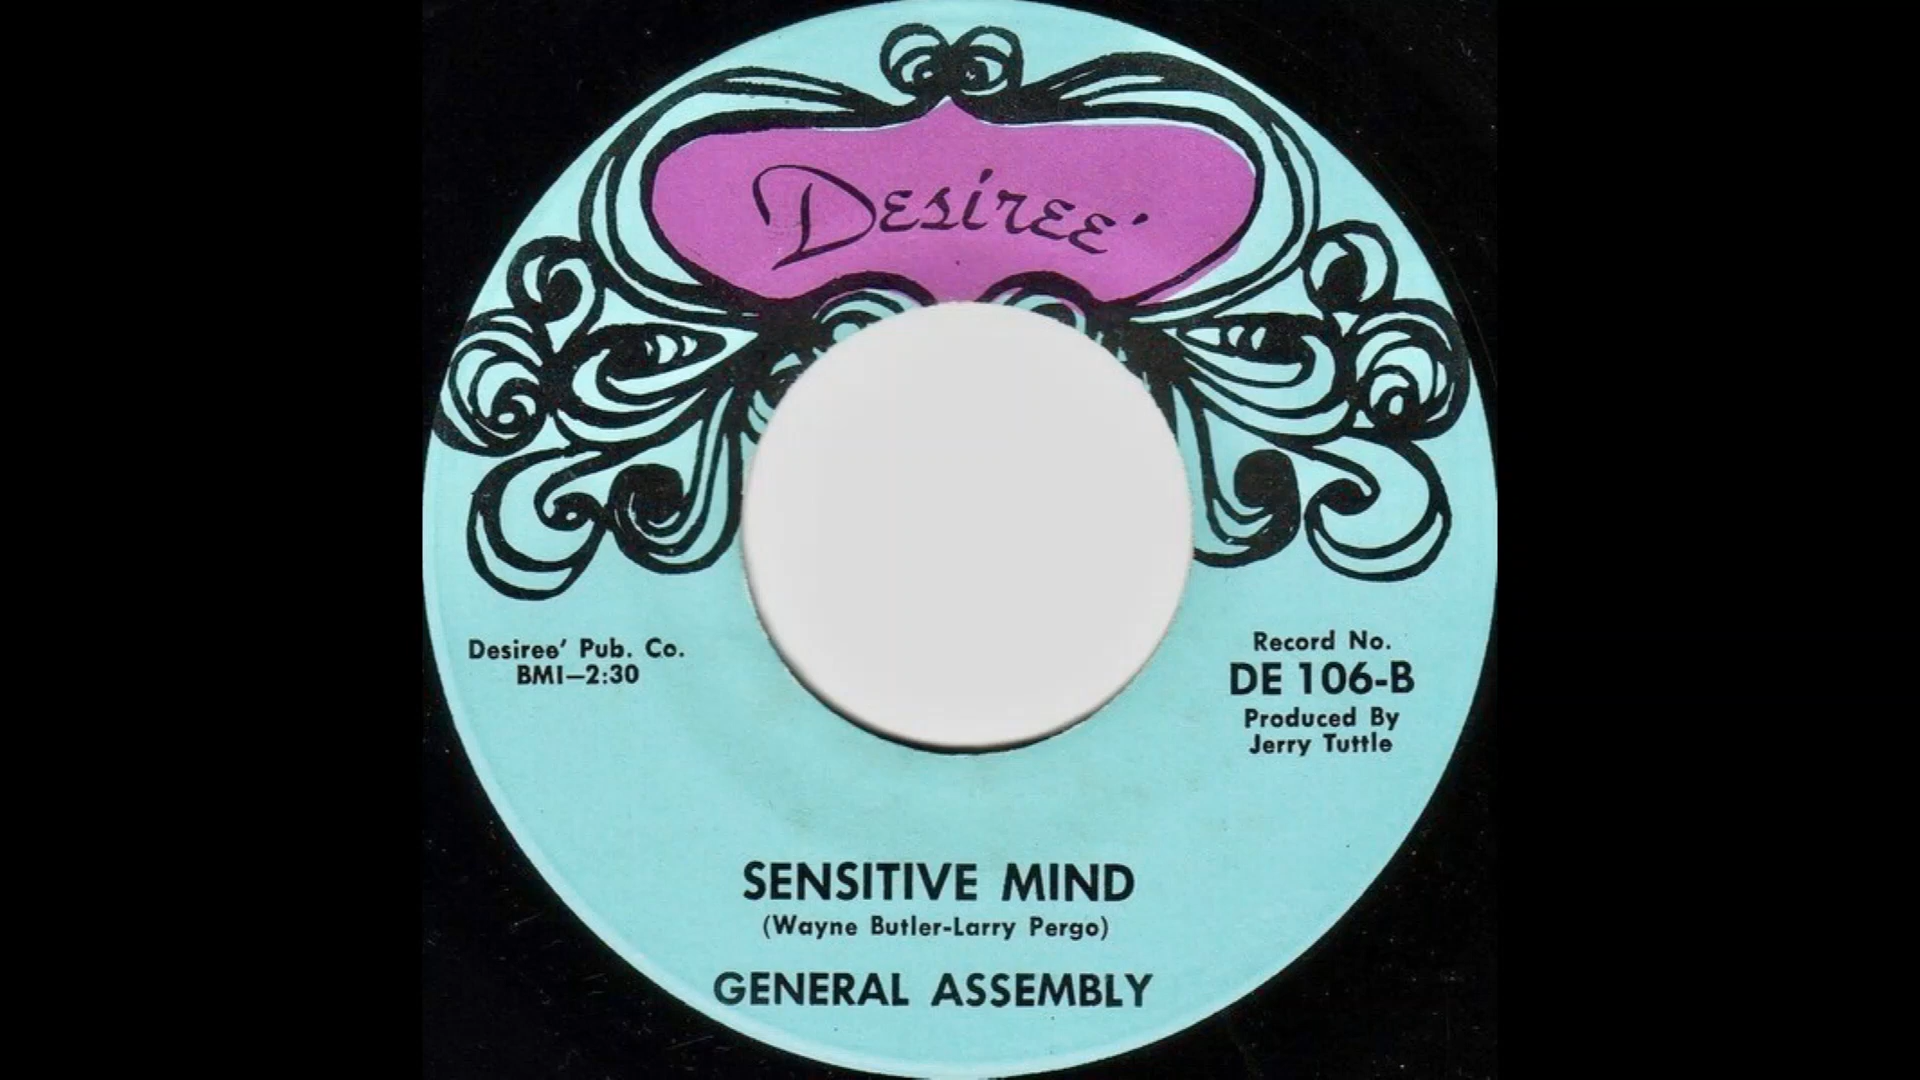 Desiree'
Desiree' Pub. Co.
BMI—2:30
Record No.
DE 106-B
Produced By
Jerry Tuttle
SENSITIVE MIND
(Wayne Butler-Larry Pergo)
GENERAL ASSEMBLY